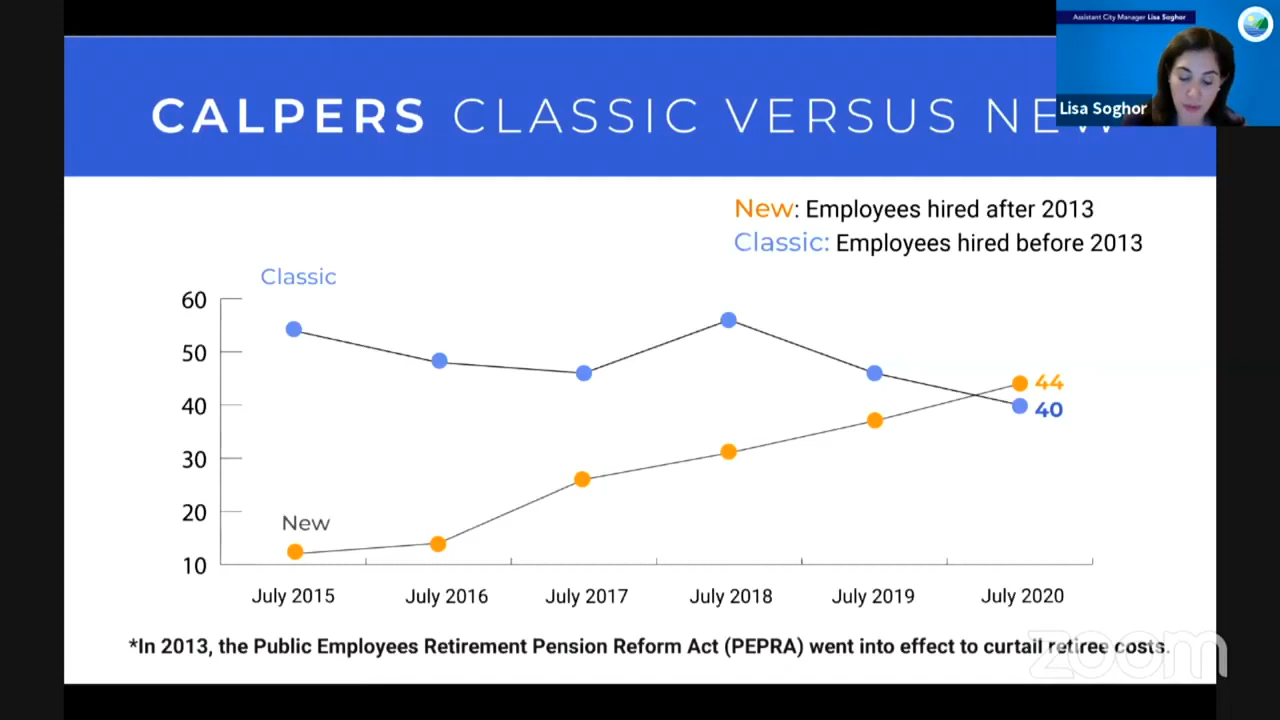 Assistant City Manager Lisa Soghor
Lisa Soghor
CALPERS CLASSIC VERSUS NEW
New: Employees hired after 2013
Classic: Employees hired before 2013
Classic
60
50
40
30
20
10
44
40
New
July 2015 July 2016 July 2017 July 2018 July 2019 July 2020
*In 2013, the Public Employees Retirement Pension Reform Act (PEPRA) went into effect to curtail retiree costs.
zoom